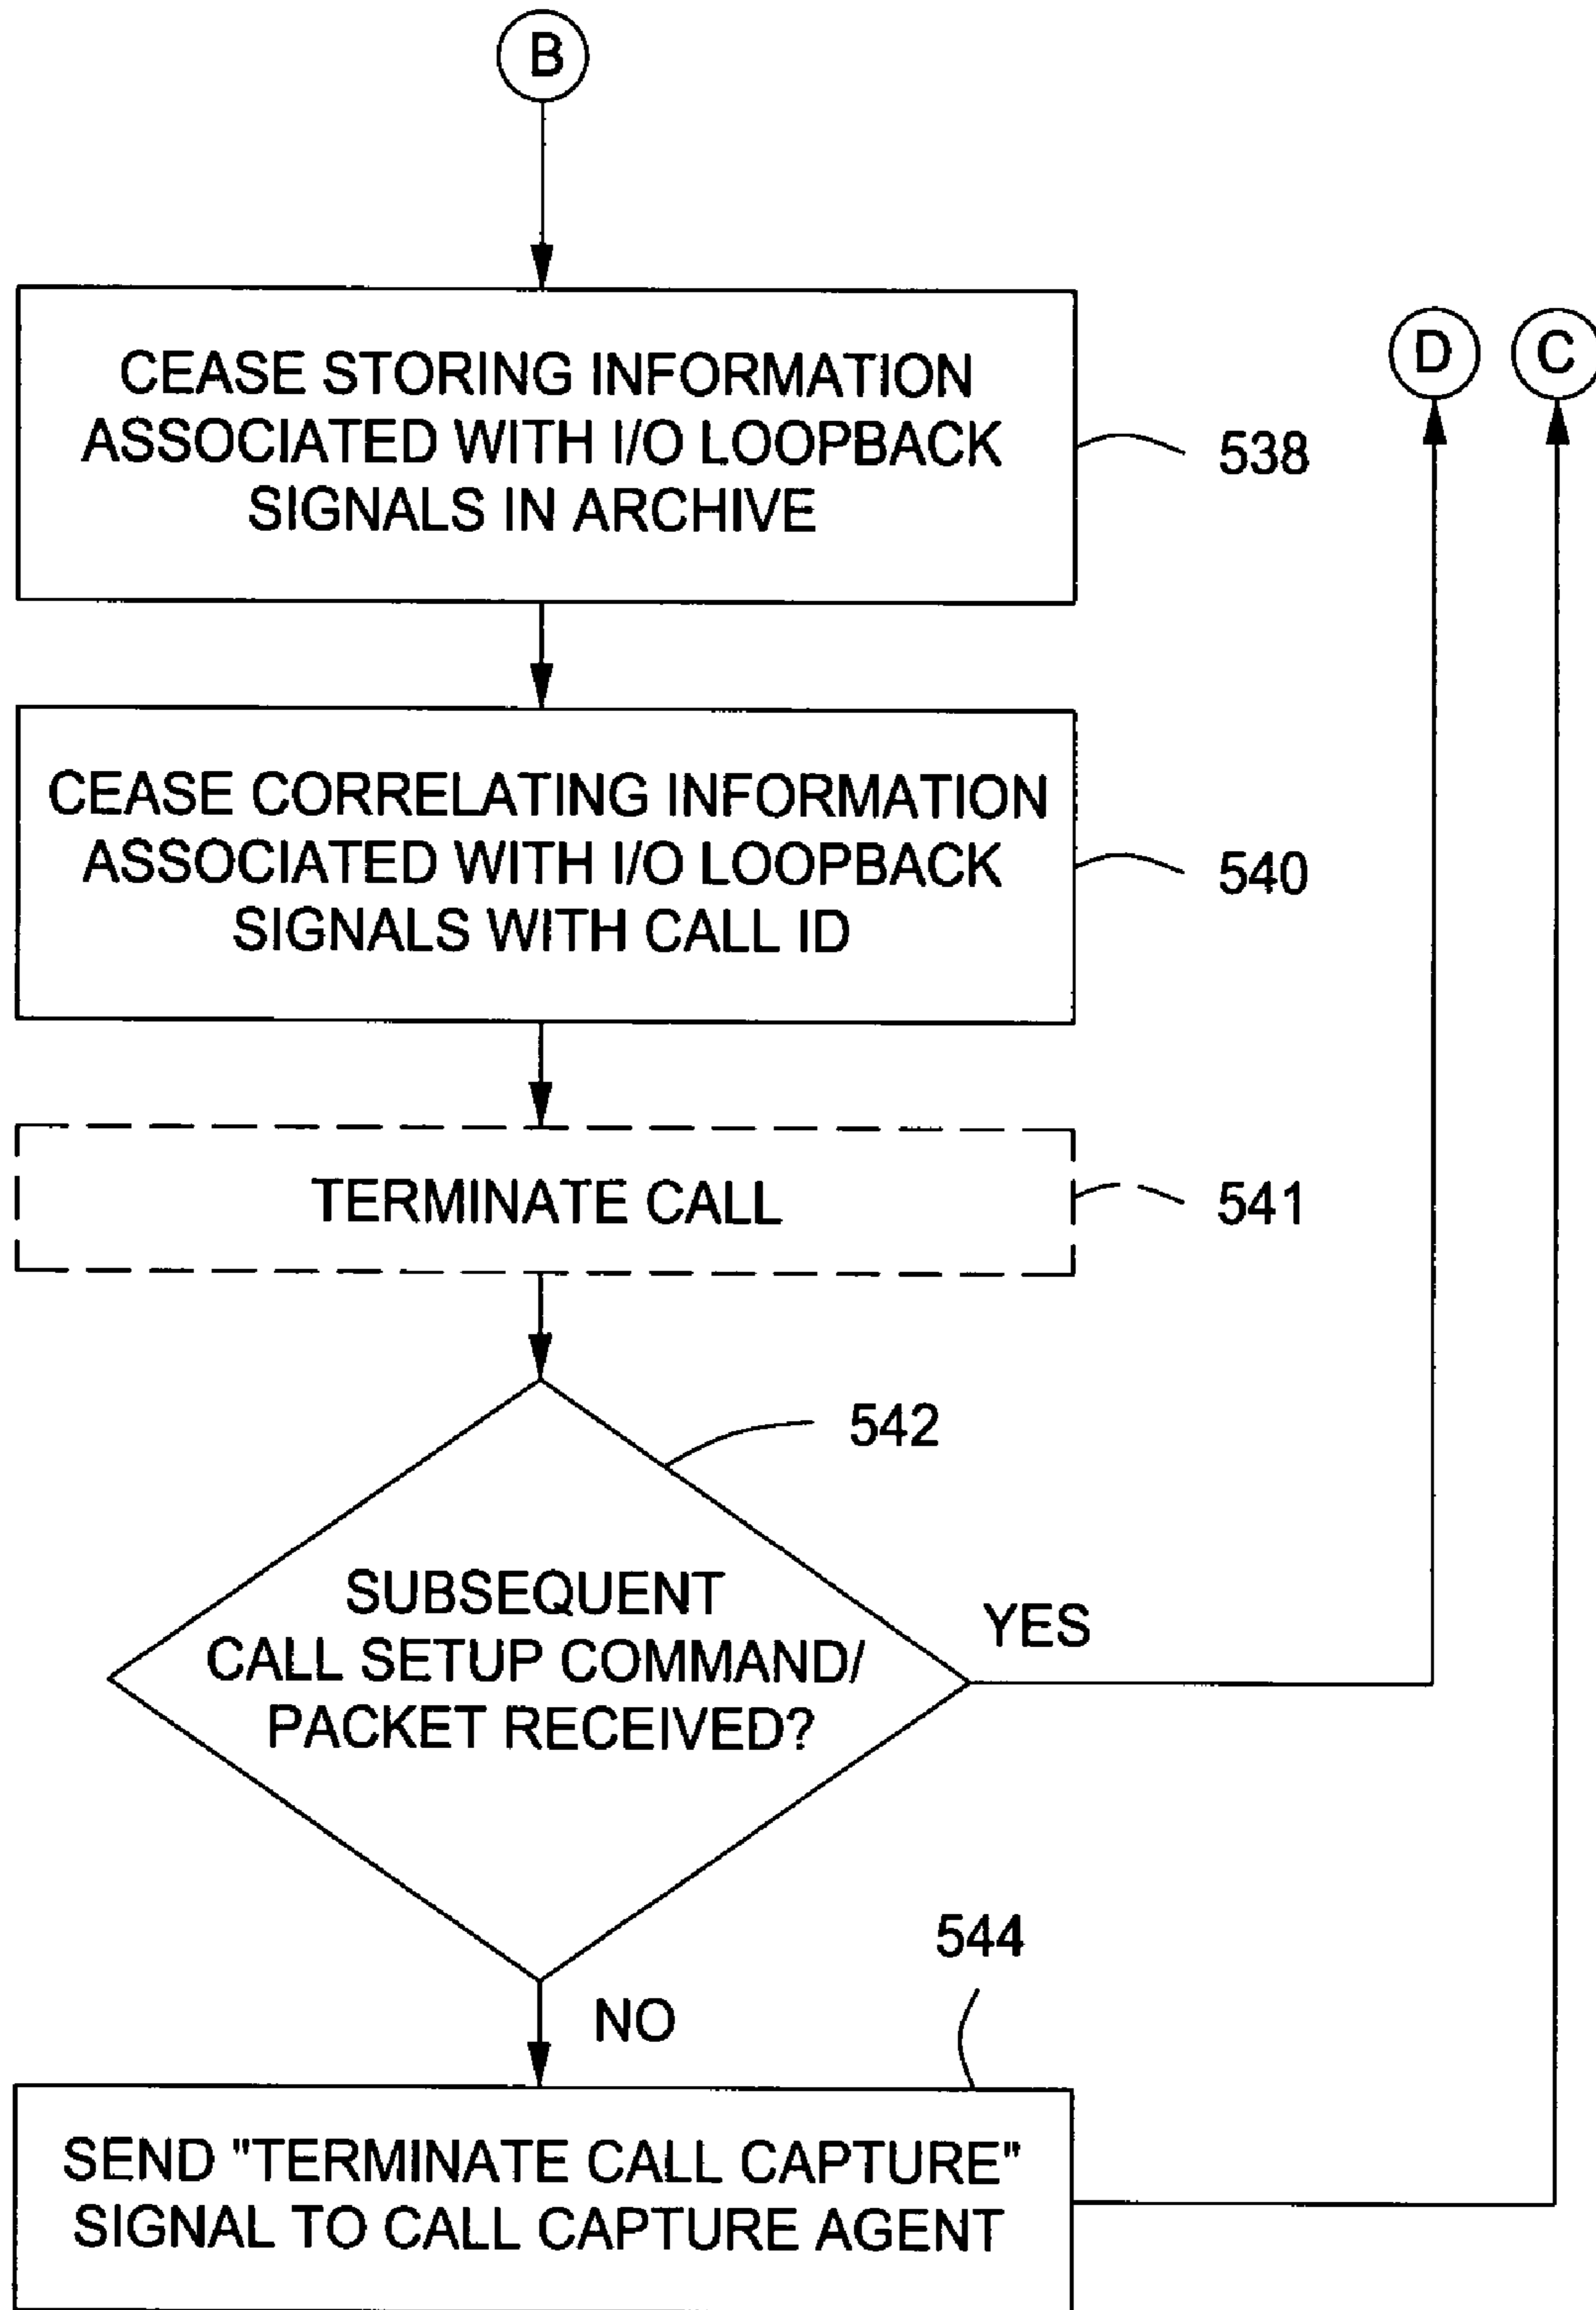 B
CEASE STORING INFORMATION
ASSOCIATED WITH I/O LOOPBACK
SIGNALS IN ARCHIVE
538
D
C
CEASE CORRELATING INFORMATION
ASSOCIATED WITH I/O LOOPBACK
SIGNALS WITH CALL ID
540
TERMINATE CALL
541
542
SUBSEQUENT
CALL SETUP COMMAND/
PACKET RECEIVED?
YES
NO
544
SEND "TERMINATE CALL CAPTURE"
SIGNAL TO CALL CAPTURE AGENT